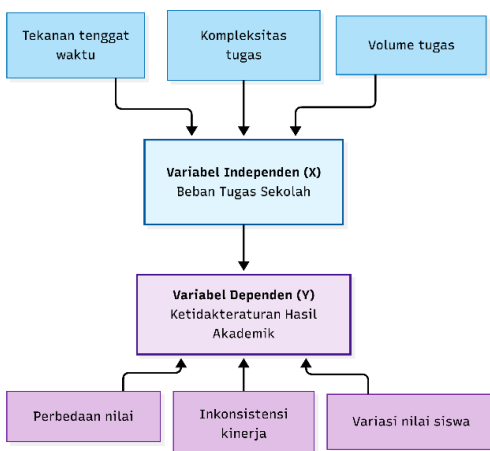 Tekanan tenggat
waktu
Kompleksitas
tugas
Volume tugas
Variabel Independen (X)
Beban Tugas Sekolah
Variabel Dependen (Y)
Ketidakteraturan Hasil
Akademik
Perbedaan nilai
Inkonsistensi
kinerja
Variasi nilai siswa